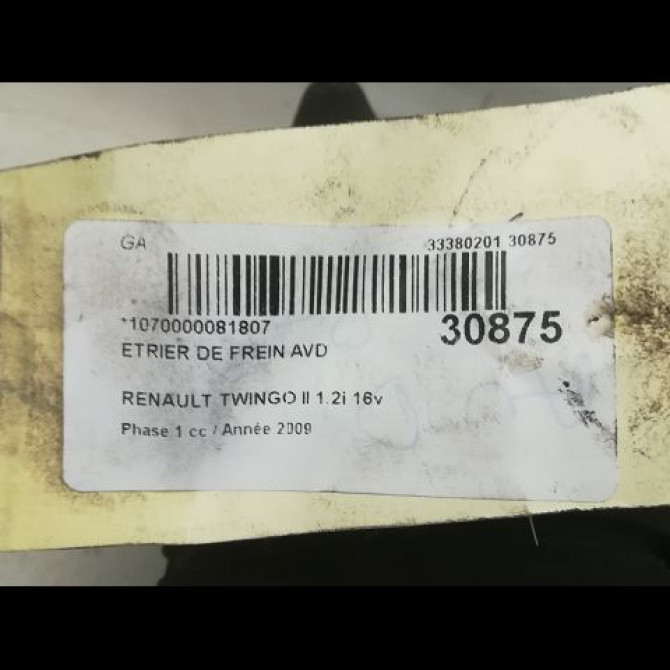 GA 33380201 30875
*1070000081807 30875
ETRIER DE FREIN AVD
RENAULT TWINGO II 1.2i 16v
Phase 1 cc / Année 2009